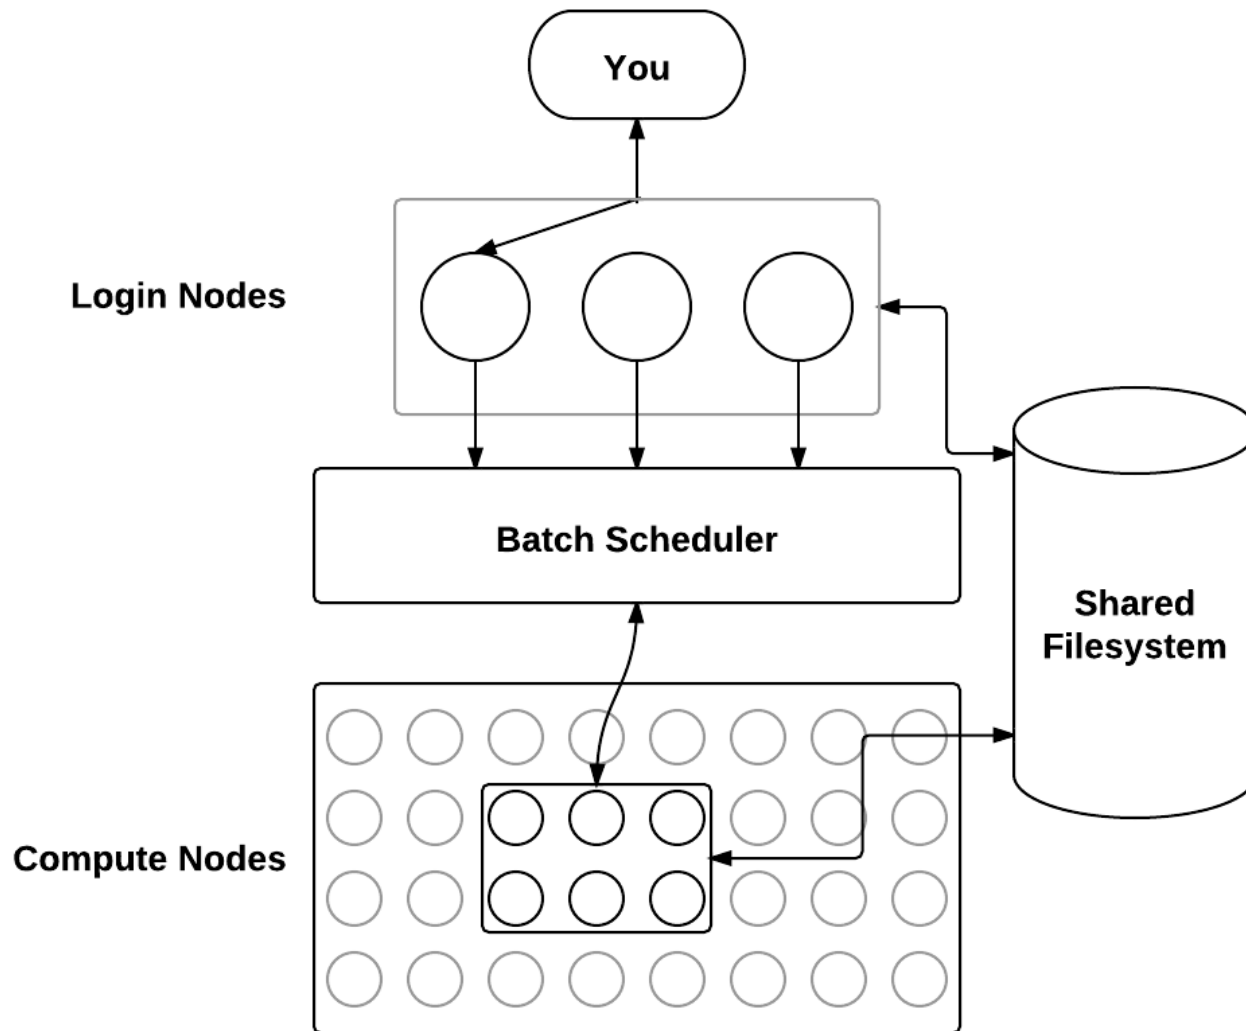 You
Login Nodes
Batch Scheduler
Shared
Filesystem
Compute Nodes